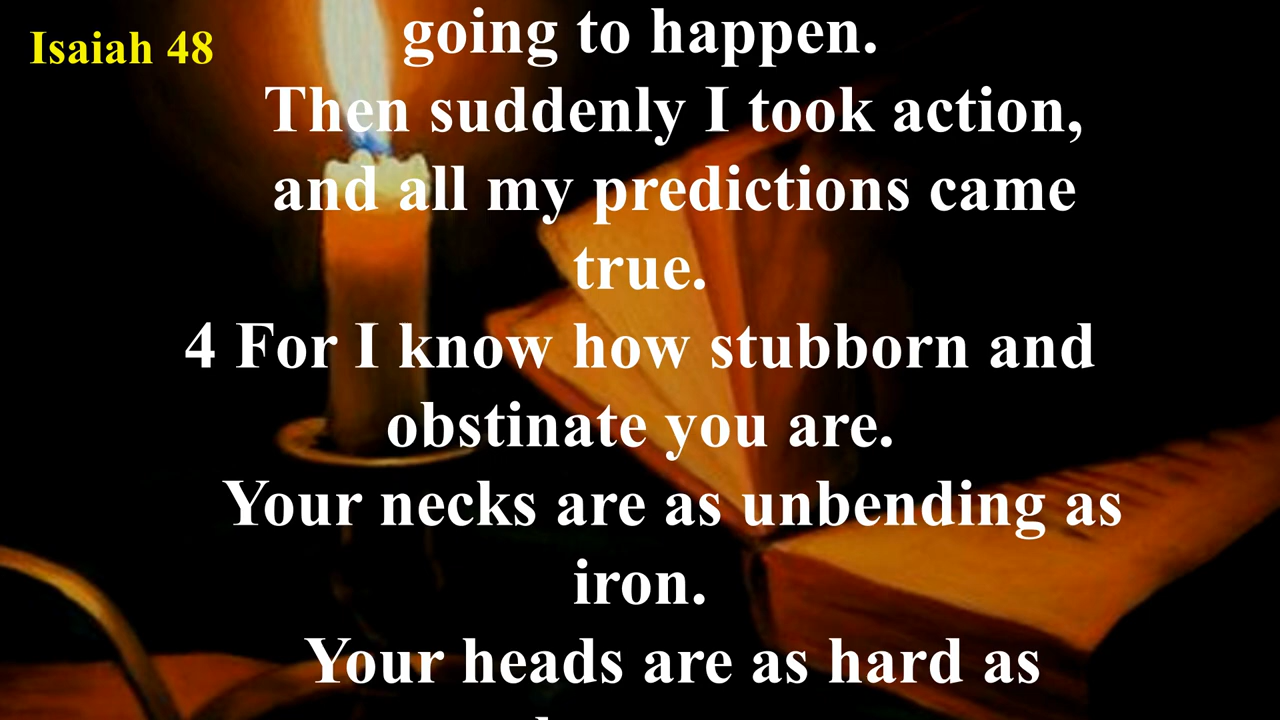 Isaiah 48
going to happen.
Then suddenly I took action,
and all my predictions came
true.
4 For I know how stubborn and
obstinate you are.
Your necks are as unbending as
iron.
Your heads are as hard as